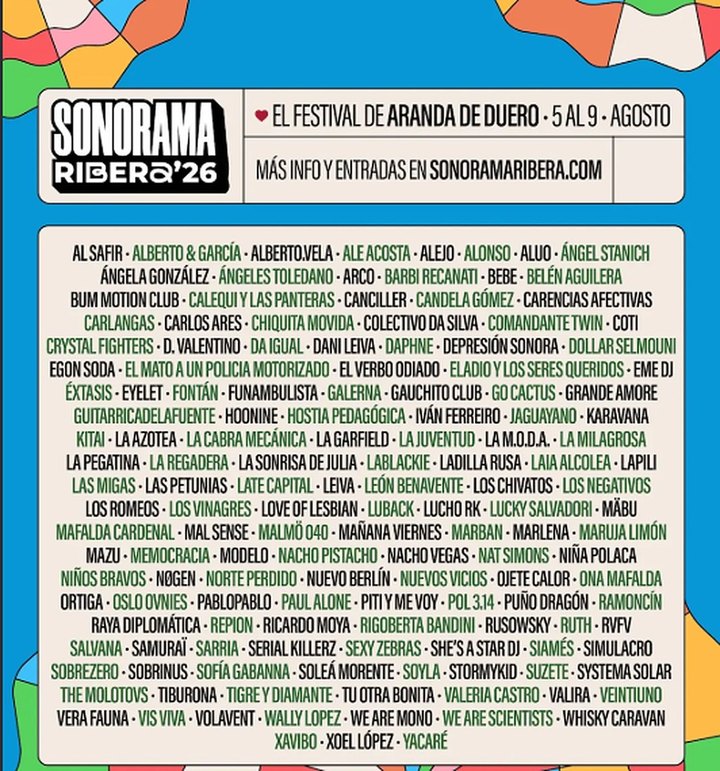 SONORAMA
RIBERA'26
EL FESTIVAL DE ARANDA DE DUERO · 5 AL 9 · AGOSTO
MÁS INFO Y ENTRADAS EN SONORAMARIBERA.COM
AL SAFIR · ALBERTO & GARCÍA · ALBERTO.VELA · ALE ACOSTA · ALEJO · ALONSO · ALUO · ÁNGEL STANICH
ÁNGELA GONZÁLEZ · ÁNGELES TOLEDANO · ARCO · BARBI RECANATI · BEBE · BELÉN AGUILERA
BUM MOTION CLUB · CALEQUI Y LAS PANTERAS · CANCILLER · CANDELA GÓMEZ · CARENCIAS AFECTIVAS
CARLANGAS · CARLOS ARES · CHIQUITA MOVIDA · COLECTIVO DA SILVA · COMANDANTE TWIN · COTI
CRYSTAL FIGHTERS · D. VALENTINO · DA IGUAL · DANI LEIVA · DAPHNE · DEPRESIÓN SONORA · DOLLAR SELMOUNI
EGON SODA · EL MATO A UN POLICIA MOTORIZADO · EL VERBO ODIADO · ELADIO Y LOS SERES QUERIDOS · EME DJ
ÉXTASIS · EYELET · FONTÁN · FUNAMBULISTA · GALERNA · GAUCHITO CLUB · GO CACTUS · GRANDE AMORE
GUITARRICADELAFUENTE · HOONINE · HOSTIA PEDAGÓGICA · IVÁN FERREIRO · JAGUAYANO · KARAVANA
KITAI · LA AZOTEA · LA CABRA MECÁNICA · LA GARFIELD · LA JUVENTUD · LA M.O.D.A. · LA MILAGROSA
LA PEGATINA · LA REGADERA · LA SONRISA DE JULIA · LABLACKIE · LADILLA RUSA · LAIA ALCOLEA · LAPILI
LAS MIGAS · LAS PETUNIAS · LATE CAPITAL · LEIVA · LEÓN BENAVENTE · LOS CHIVATOS · LOS NEGATIVOS
LOS ROMEOS · LOS VINAGRES · LOVE OF LESBIAN · LUBACK · LUCHO RK · LUCKY SALVADORI · MÄBU
MAFALDA CARDENAL · MAL SENSE · MALMÖ 040 · MAÑANA VIERNES · MARBAN · MARLENA · MARUJA LIMÓN
MAZU · MEMOCRACIA · MODELO · NACHO PISTACHO · NACHO VEGAS · NAT SIMONS · NIÑA POLACA
NIÑOS BRAVOS · NØGEN · NORTE PERDIDO · NUEVO BERLÍN · NUEVOS VICIOS · OJETE CALOR · ONA MAFALDA
ORTIGA · OSLO OVNIES · PABLOPABLO · PAUL ALONE · PITI Y ME VOY · POL 3.14 · PUÑO DRAGÓN · RAMONCÍN
RAYA DIPLOMÁTICA · REPION · RICARDO MOYA · RIGOBERTA BANDINI · RUSOWSKY · RUTH · RVFV
SALVANA · SAMURAÏ · SARRIA · SERIAL KILLERZ · SEXY ZEBRAS · SHE'S A STAR DJ · SIAMÉS · SIMULACRO
SOBREZERO · SOBRINUS · SOFÍA GABANNA · SOLEÁ MORENTE · SOYLA · STORMYKID · SUZETE · SYSTEMA SOLAR
THE MOLOTOVS · TIBURONA · TIGRE Y DIAMANTE · TU OTRA BONITA · VALERIA CASTRO · VALIRA · VEINTIUNO
VERA FAUNA · VIS VIVA · VOLAVENT · WALLY LOPEZ · WE ARE MONO · WE ARE SCIENTISTS · WHISKY CARAVAN
XAVIBO · XOEL LÓPEZ · YACARÉ